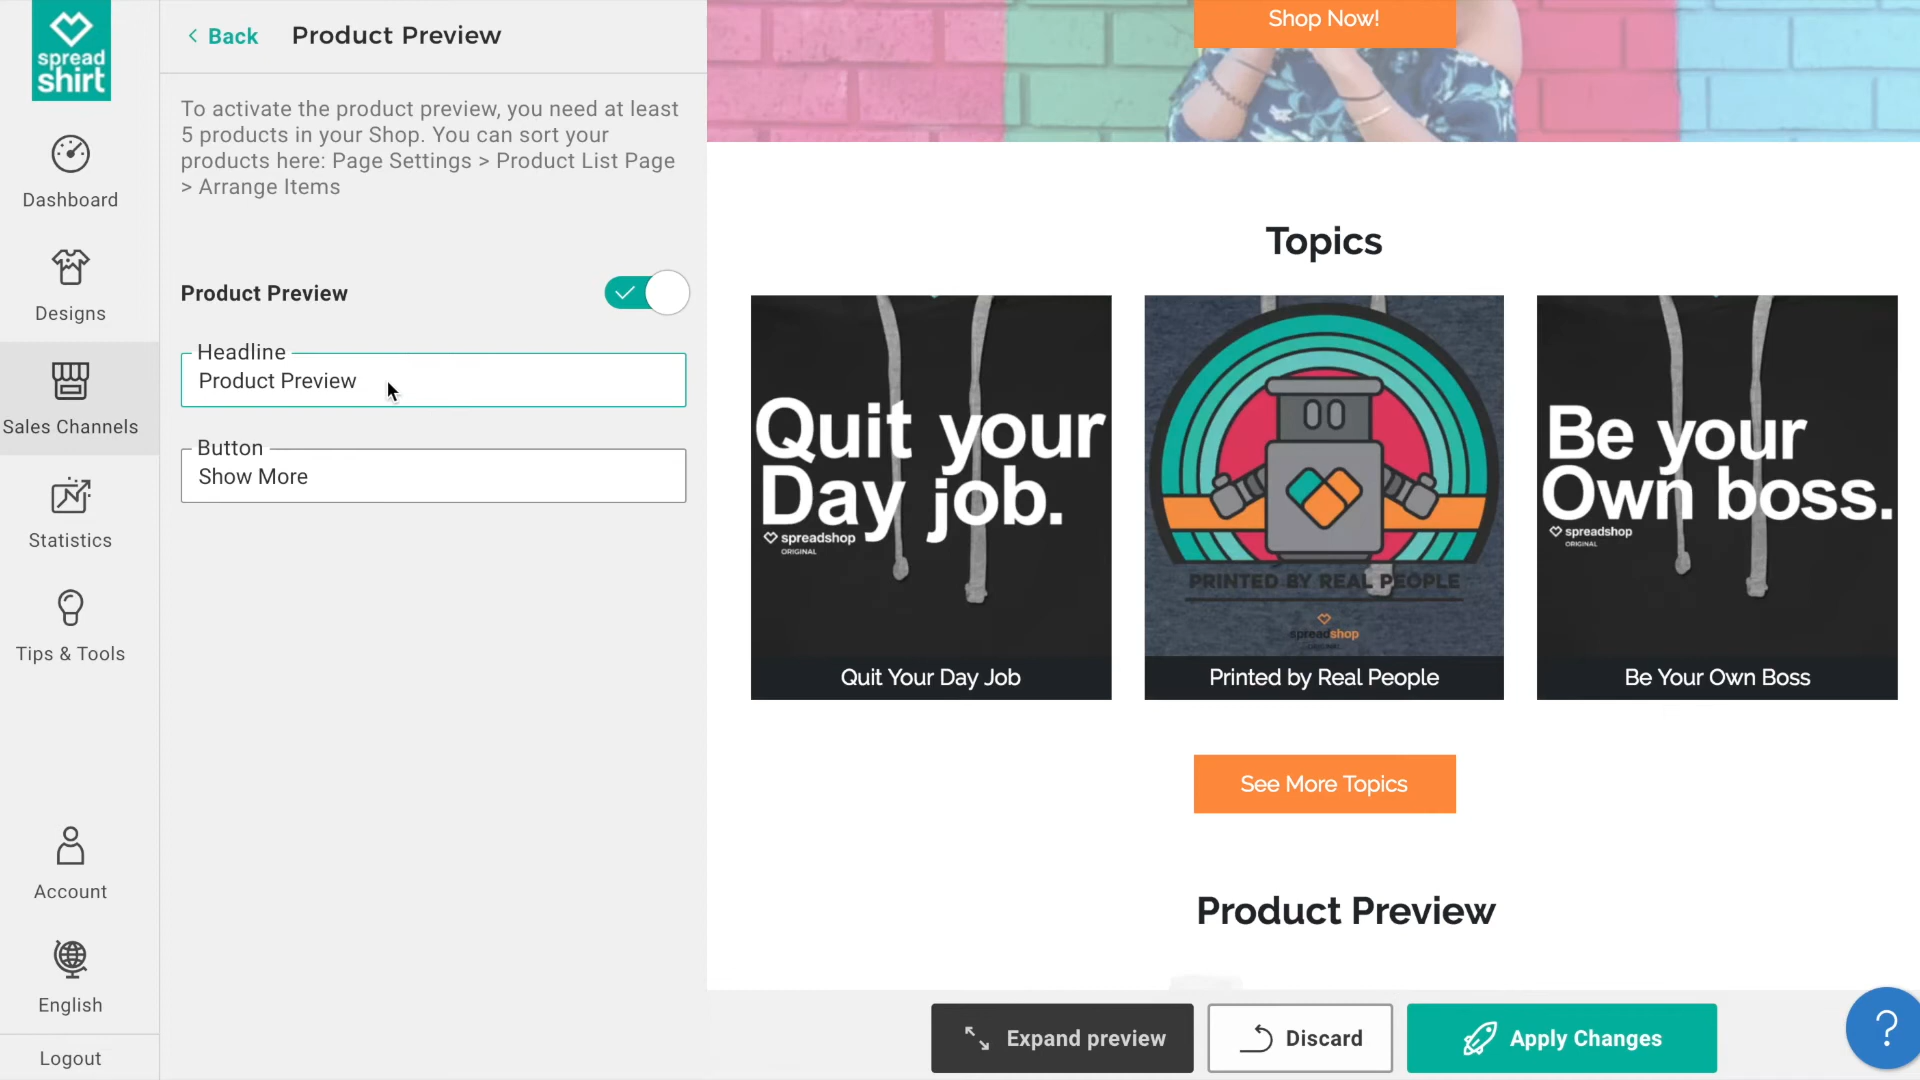 spread
shirt
Dashboard
Designs
Sales Channels
Statistics
Tips & Tools
Account
English
Logout
Back
Product Preview
To activate the product preview, you need at least
5 products in your Shop. You can sort your
products here: Page Settings > Product List Page
> Arrange Items
Product Preview
Headline
Product Preview
Button
Show More
Shop Now!
Topics
Quit your
Day job.
spreadshop
ORIGINAL
Quit Your Day Job
PRINTED BY REAL PEOPLE
spreadshop
ORIGINAL
Printed by Real People
Be your
Own boss.
spreadshop
ORIGINAL
Be Your Own Boss
See More Topics
Product Preview
Expand preview
Discard
Apply Changes
?